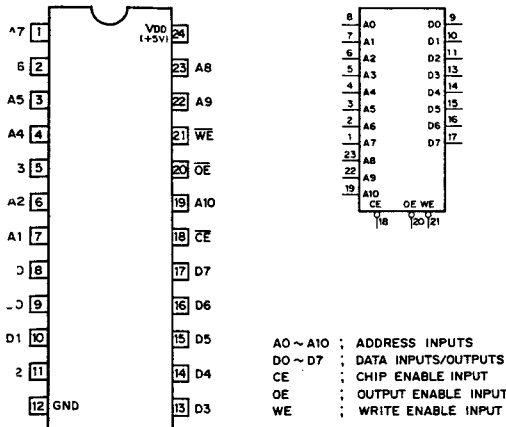 A7 1
VDD
(+5V)
24
6 2
23 A8
A5 3
22 A9
A4 4
21 WE
3 5
20 OE
A2 6
19 A10
A1 7
18 CE
8
17 D7
9
16 D6
D1 10
15 D5
2 11
14 D4
12 GND
13 D3
8 A0 D0 9
7 A1 D1 10
6 A2 D2 11
5 A3 D3 13
4 A4 D4 14
3 A5 D5 15
2 A6 D6 16
1 A7 D7 17
23 A8
22 A9
19 A10
CE OE WE
18 20 21
A0 ~ A10 ; ADDRESS INPUTS
D0 ~ D7 ; DATA INPUTS/OUTPUTS
CE ; CHIP ENABLE INPUT
OE ; OUTPUT ENABLE INPUT
WE ; WRITE ENABLE INPUT